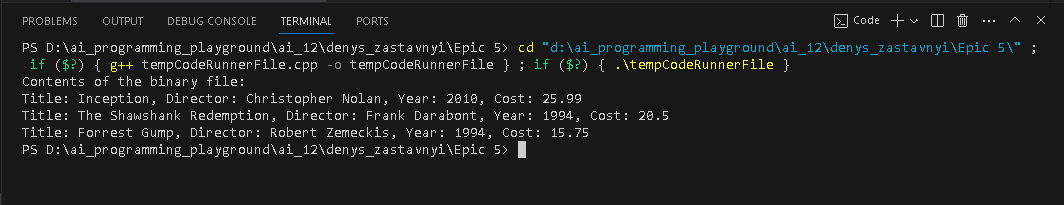 PROBLEMS OUTPUT DEBUG CONSOLE TERMINAL PORTS Code
PS D:\ai_programming_playground\ai_12\denys_zastavnyi\Epic 5> cd "d:\ai_programming_playground\ai_12\denys_zastavnyi\Epic 5\" ;
if ($?) { g++ tempCodeRunnerFile.cpp -o tempCodeRunnerFile } ; if ($?) { .\tempCodeRunnerFile }
Contents of the binary file:
Title: Inception, Director: Christopher Nolan, Year: 2010, Cost: 25.99
Title: The Shawshank Redemption, Director: Frank Darabont, Year: 1994, Cost: 20.5
Title: Forrest Gump, Director: Robert Zemeckis, Year: 1994, Cost: 15.75
PS D:\ai_programming_playground\ai_12\denys_zastavnyi\Epic 5>